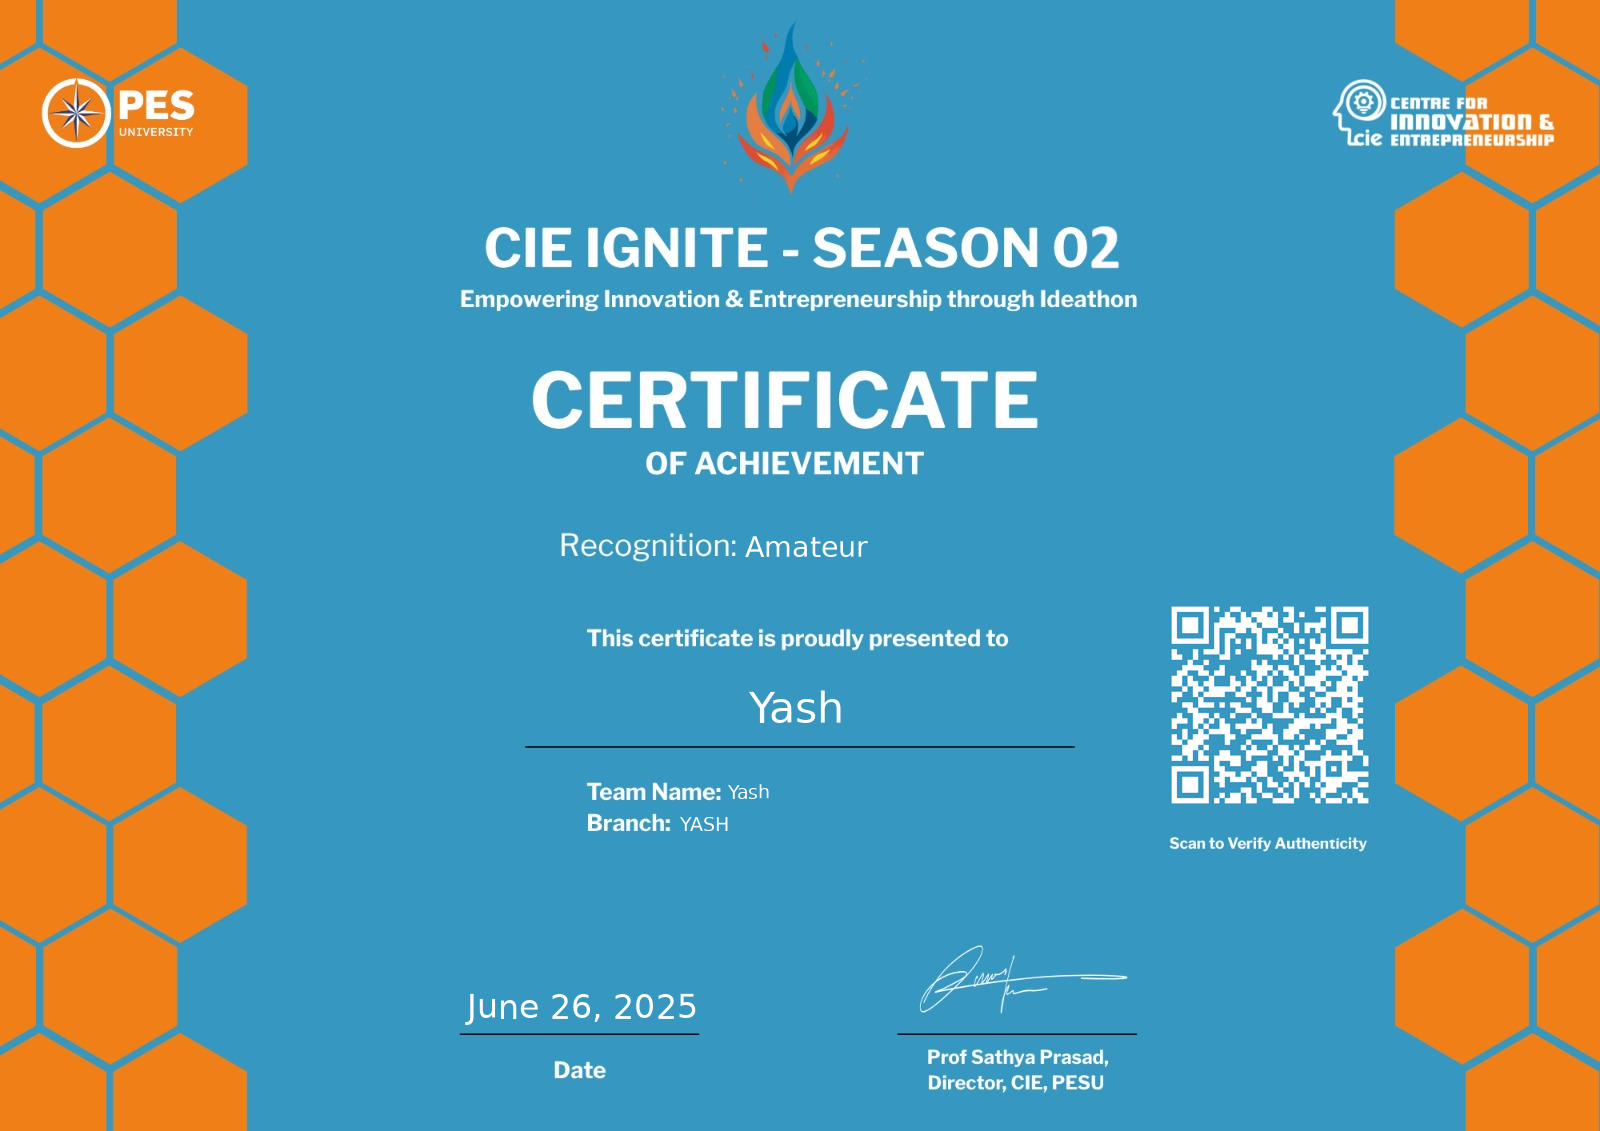 PES
UNIVERSITY
CENTRE FOR
INNOVATION &
cie ENTREPRENEURSHIP
CIE IGNITE - SEASON 02
Empowering Innovation & Entrepreneurship through Ideathon
CERTIFICATE
OF ACHIEVEMENT
Recognition: Amateur
This certificate is proudly presented to
Yash
Team Name: Yash
Branch: YASH
Scan to Verify Authenticity
June 26, 2025
Date
Prof Sathya Prasad,
Director, CIE, PESU